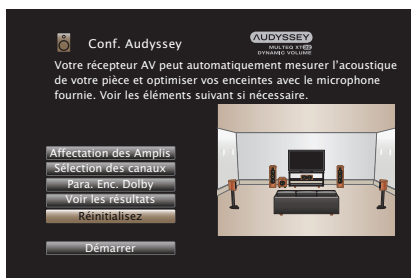 Conf. Audyssey
AUDYSSEY
MULTEQ XT32
DYNAMIC VOLUME
Votre récepteur AV peut automatiquement mesurer l'acoustique
de votre pièce et optimiser vos enceintes avec le microphone
fournie. Voir les éléments suivant si nécessaire.
Affectation des Amplis
Sélection des canaux
Para. Enc. Dolby
Voir les résultats
Réinitialisez
Démarrer